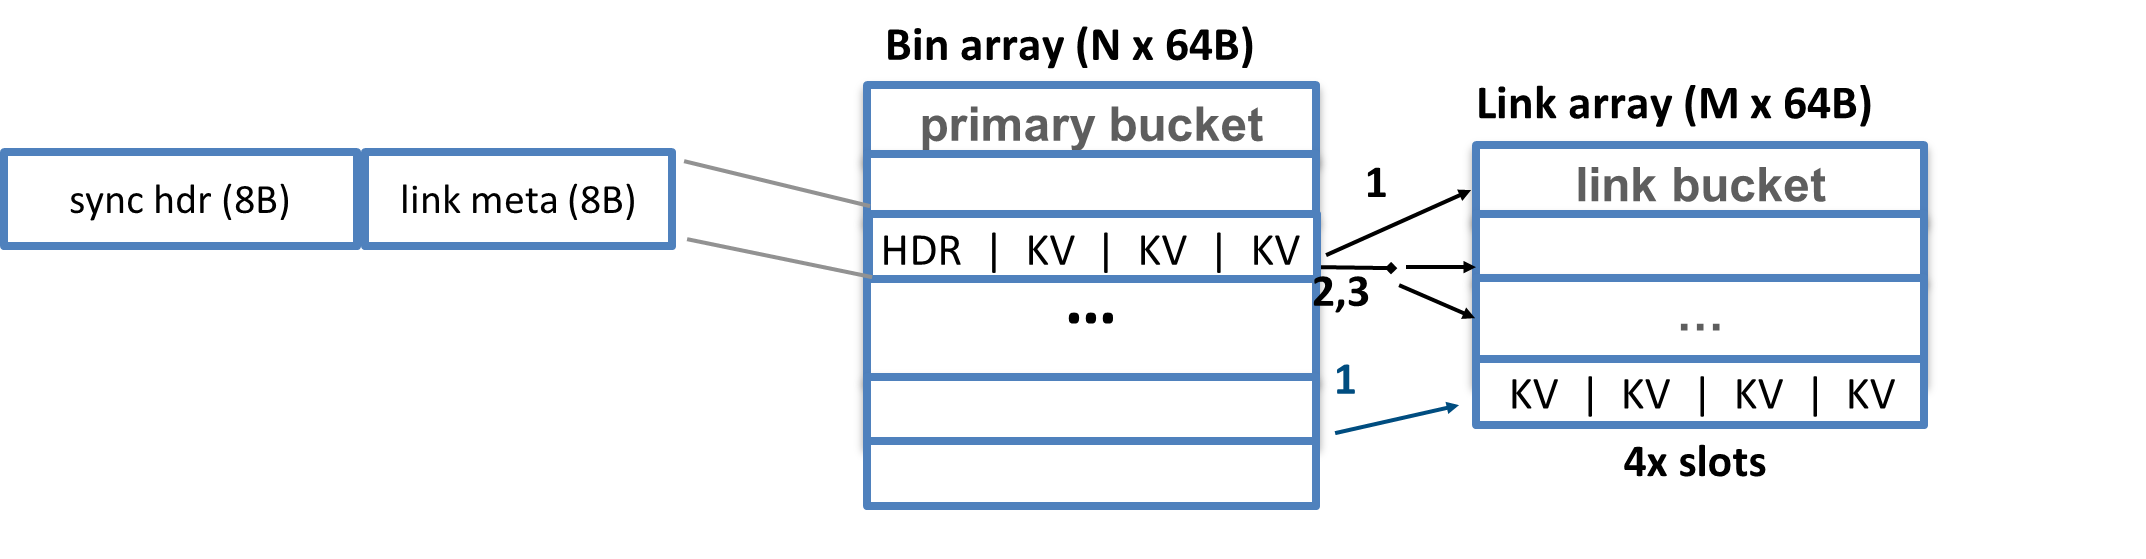 Bin array (N x 64B)
Link array (M x 64B)
primary bucket
link bucket
sync hdr (8B)
link meta (8B)
1
HDR | KV | KV | KV
2,3
...
...
1
KV | KV | KV | KV
4x slots